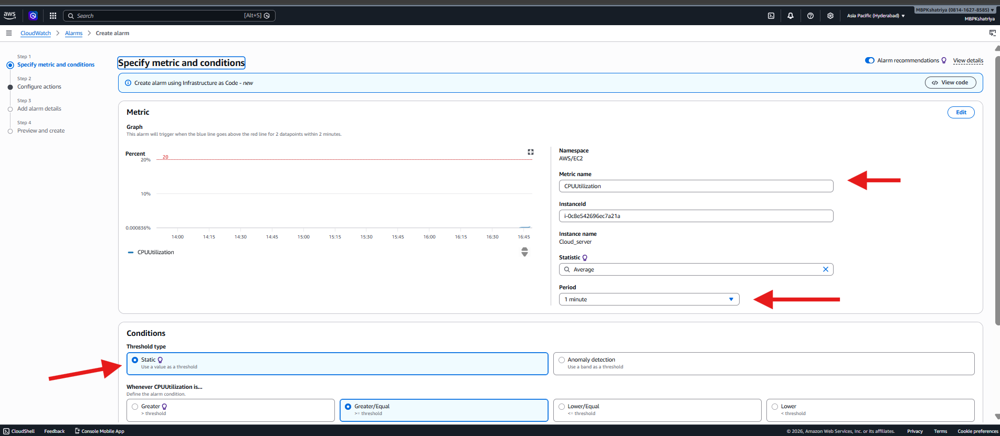 aws
Search
[Alt+S]
Asia Pacific (Hyderabad) ▼
MBPKshatriya (0814-1627-8585) ▼
MBPKshatriya
CloudWatch > Alarms > Create alarm
Step 1
Specify metric and conditions
Step 2
Configure actions
Step 3
Add alarm details
Step 4
Preview and create
Specify metric and conditions
Alarm recommendations
View details
Create alarm using Infrastructure as Code - new
</> View code
Metric
Edit
Graph
This alarm will trigger when the blue line goes above the red line for 2 datapoints within 2 minutes.
Percent
20%
20
10%
0.000836%
14:00 14:15 14:30 14:45 15:00 15:15 15:30 15:45 16:00 16:15 16:30 16:45
CPUUtilization
Namespace
AWS/EC2
Metric name
CPUUtilization
InstanceId
i-0c8e542696ec7a21a
Instance name
Cloud_server
Statistic
Average
Period
1 minute
Conditions
Threshold type
Static
Use a value as a threshold
Anomaly detection
Use a band as a threshold
Whenever CPUUtilization is...
Define the alarm condition.
Greater
> threshold
Greater/Equal
>= threshold
Lower/Equal
<= threshold
Lower
< threshold
CloudShell
Feedback
Console Mobile App
© 2026, Amazon Web Services, Inc. or its affiliates.
Privacy
Terms
Cookie preferences